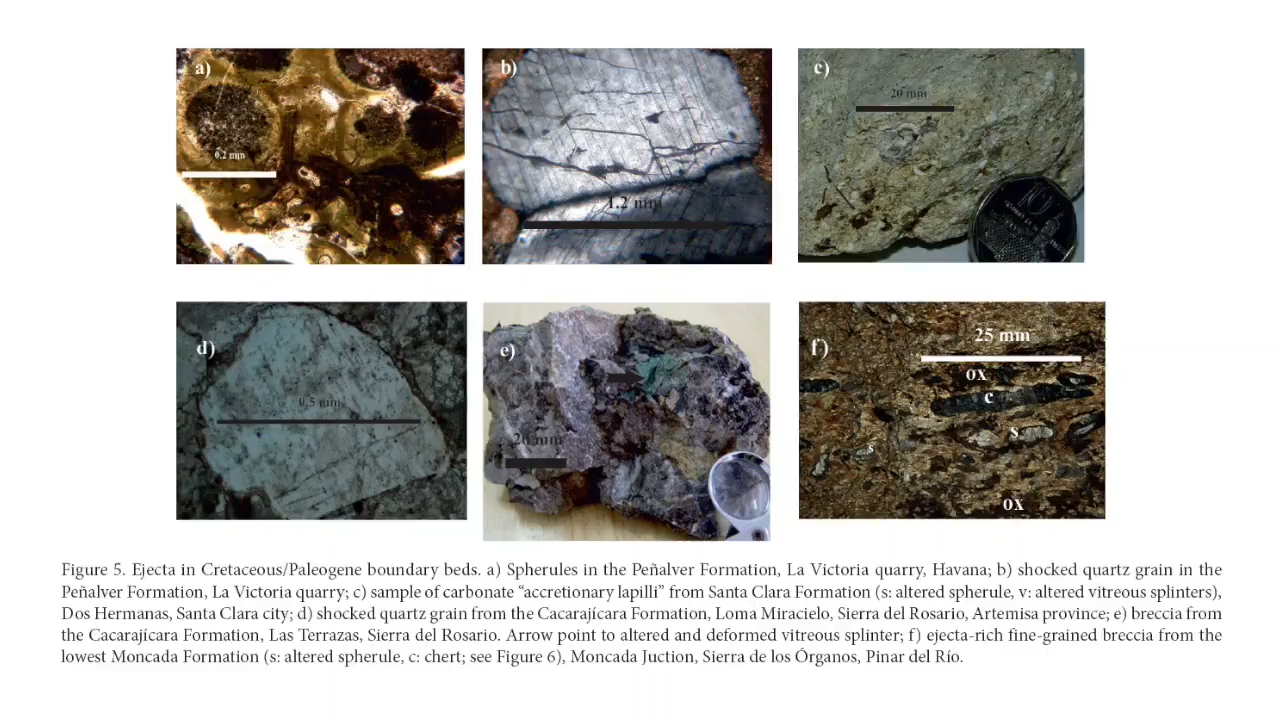 a)
0.2 mm
b)
1.2 mm
c)
20 mm
10
d)
0,5 mm
e)
20 mm
f)
25 mm
ox
c
s
s
ox
Figure 5. Ejecta in Cretaceous/Paleogene boundary beds. a) Spherules in the Peñalver Formation, La Victoria quarry, Havana; b) shocked quartz grain in the
Peñalver Formation, La Victoria quarry; c) sample of carbonate “accretionary lapilli” from Santa Clara Formation (s: altered spherule, v: altered vitreous splinters),
Dos Hermanas, Santa Clara city; d) shocked quartz grain from the Cacarajícara Formation, Loma Miracielo, Sierra del Rosario, Artemisa province; e) breccia from
the Cacarajícara Formation, Las Terrazas, Sierra del Rosario. Arrow point to altered and deformed vitreous splinter; f) ejecta-rich fine-grained breccia from the
lowest Moncada Formation (s: altered spherule, c: chert; see Figure 6), Moncada Juction, Sierra de los Órganos, Pinar del Río.